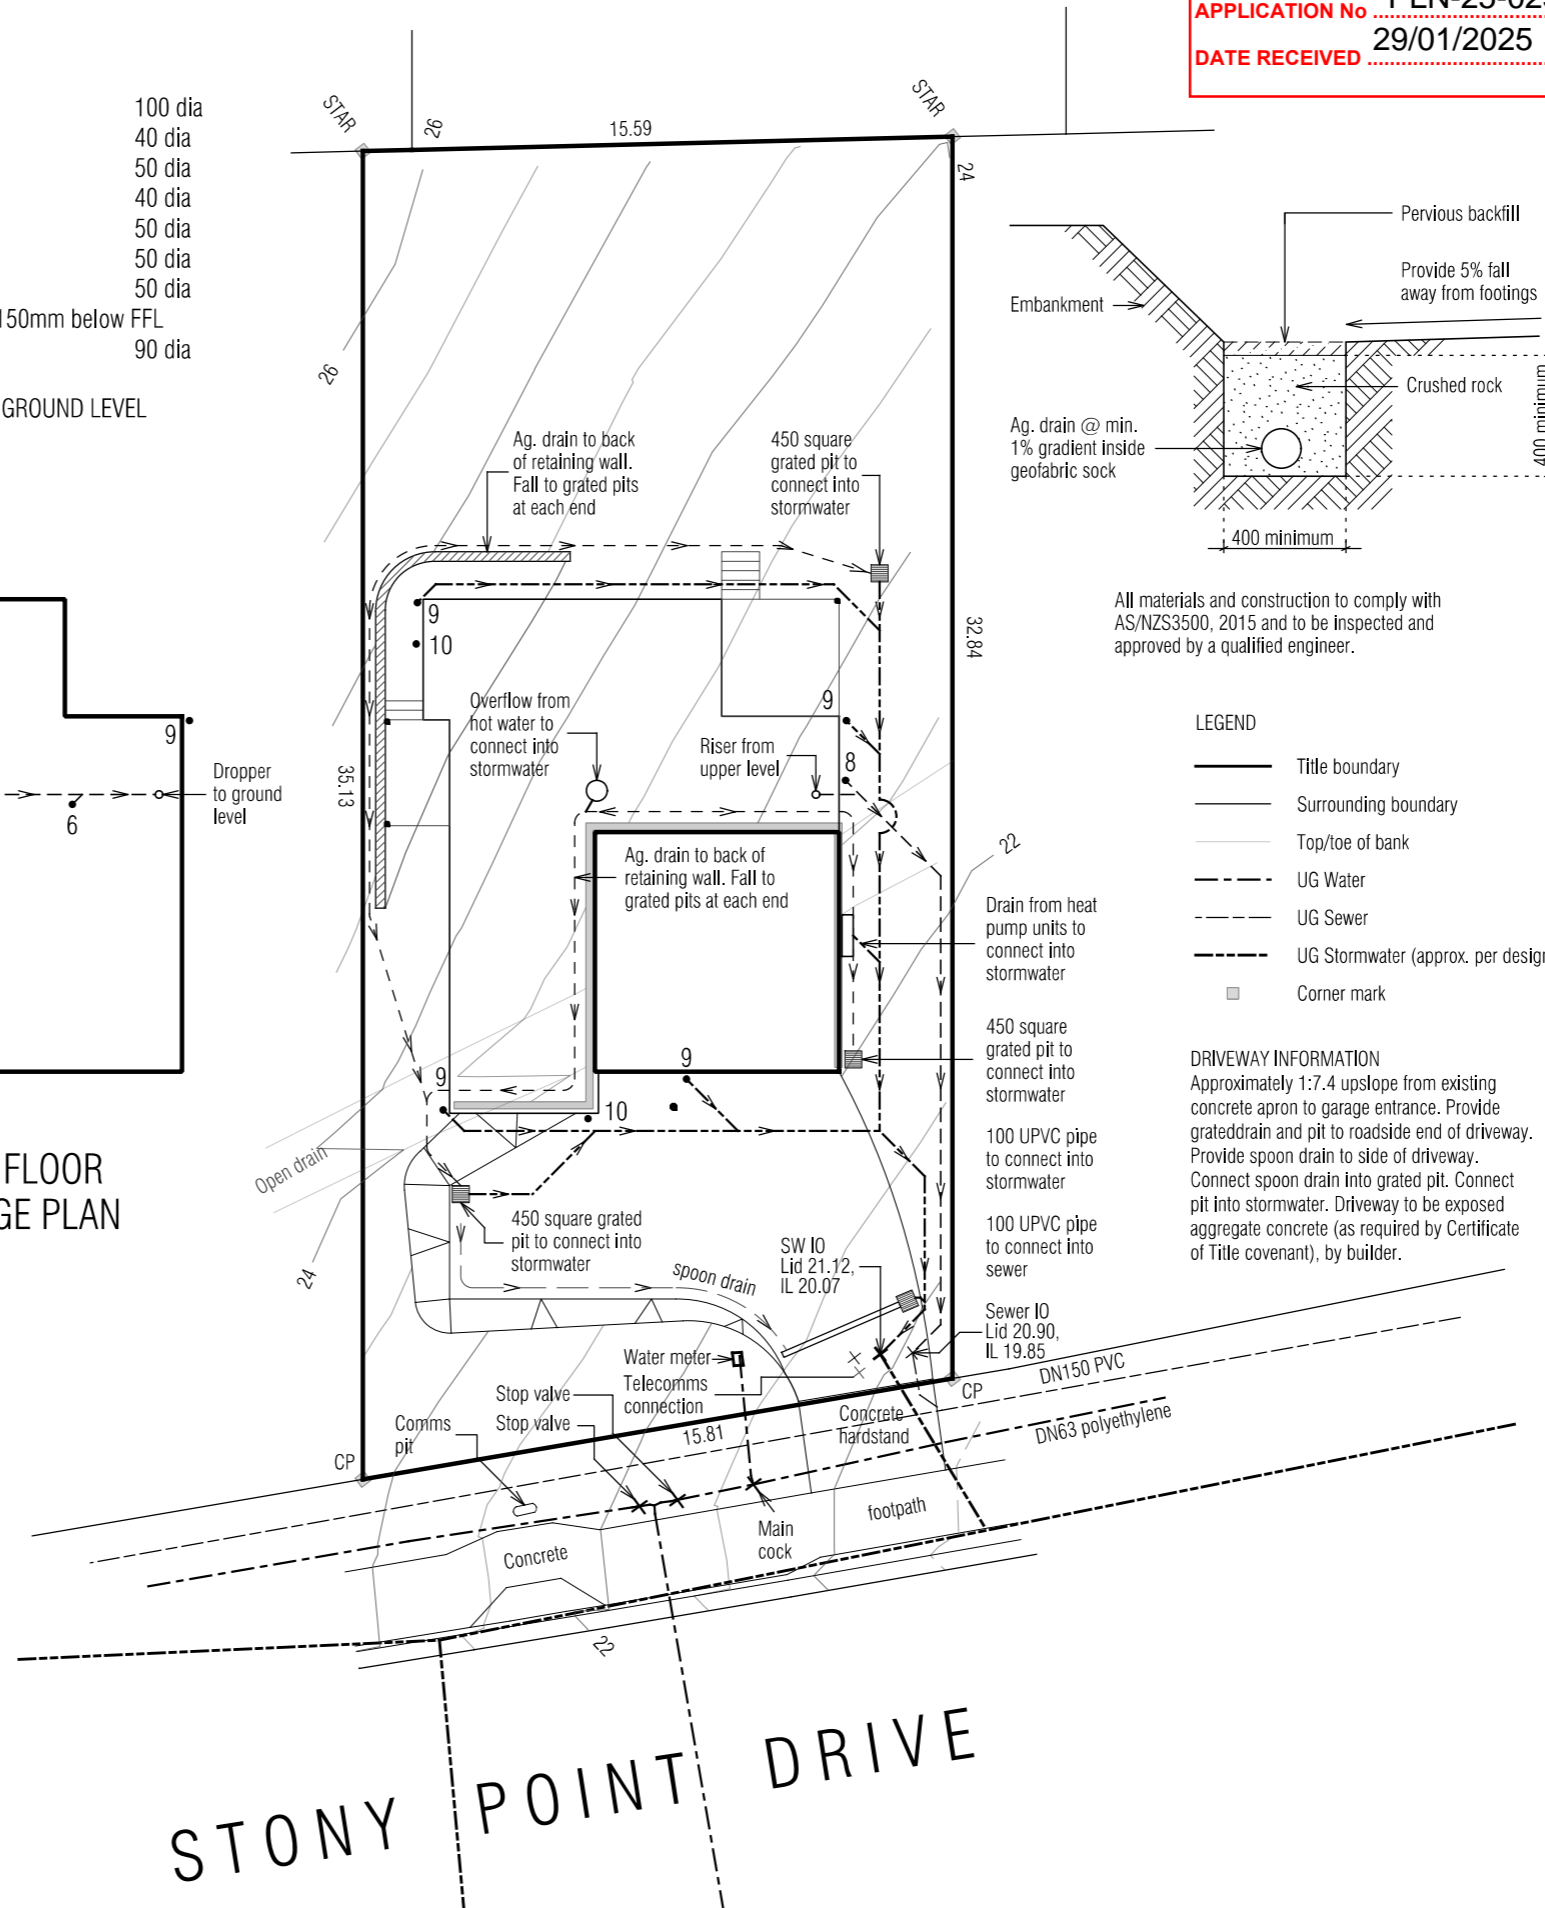 APPLICATION No
DATE RECEIVED 29/01/2025
100 dia
40 dia
50 dia
40 dia
50 dia
50 dia
50 dia
150mm below FFL
90 dia
GROUND LEVEL
9
6
Dropper
to ground
level
FLOOR
GE PLAN
STAR
26
15.59
STAR
24
26
Ag. drain to back
of retaining wall.
Fall to grated pits
at each end
450 square
grated pit to
connect into
stormwater
9
10
32.84
35.13
Overflow from
hot water to
connect into
stormwater
Riser from
upper level
9
8
22
Ag. drain to back of
retaining wall. Fall to
grated pits at each end
Drain from heat
pump units to
connect into
stormwater
450 square
grated pit to
connect into
stormwater
9
9
10
100 UPVC pipe
to connect into
stormwater
100 UPVC pipe
to connect into
sewer
Open drain
24
450 square grated
pit to connect into
stormwater
spoon drain
SW IO
Lid 21.12,
IL 20.07
Sewer IO
Lid 20.90,
IL 19.85
Water meter
Telecomms
connection
Stop valve
Stop valve
Comms
pit
CP
15.81
Concrete
hardstand
CP
DN150 PVC
DN63 polyethylene
Main
cock
footpath
Concrete
22
STONY POINT DRIVE
Pervious backfill
Provide 5% fall
away from footings
Embankment
Crushed rock
Ag. drain @ min.
1% gradient inside
geofabric sock
400 minimum
400 minimum
All materials and construction to comply with
AS/NZS3500, 2015 and to be inspected and
approved by a qualified engineer.
LEGEND
Title boundary
Surrounding boundary
Top/toe of bank
UG Water
UG Sewer
UG Stormwater (approx. per design
Corner mark
DRIVEWAY INFORMATION
Approximately 1:7.4 upslope from existing
concrete apron to garage entrance. Provide
grateddrain and pit to roadside end of driveway.
Provide spoon drain to side of driveway.
Connect spoon drain into grated pit. Connect
pit into stormwater. Driveway to be exposed
aggregate concrete (as required by Certificate
of Title covenant), by builder.